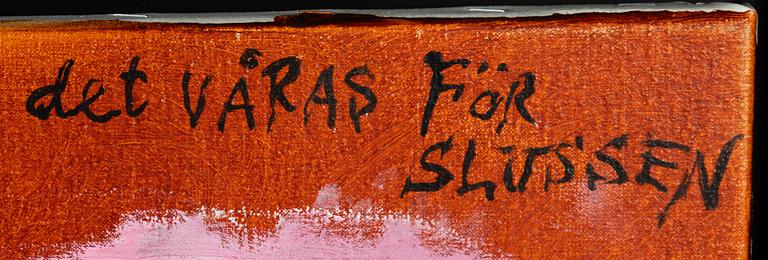 det VÅRAS FÖR
SLUSSEN